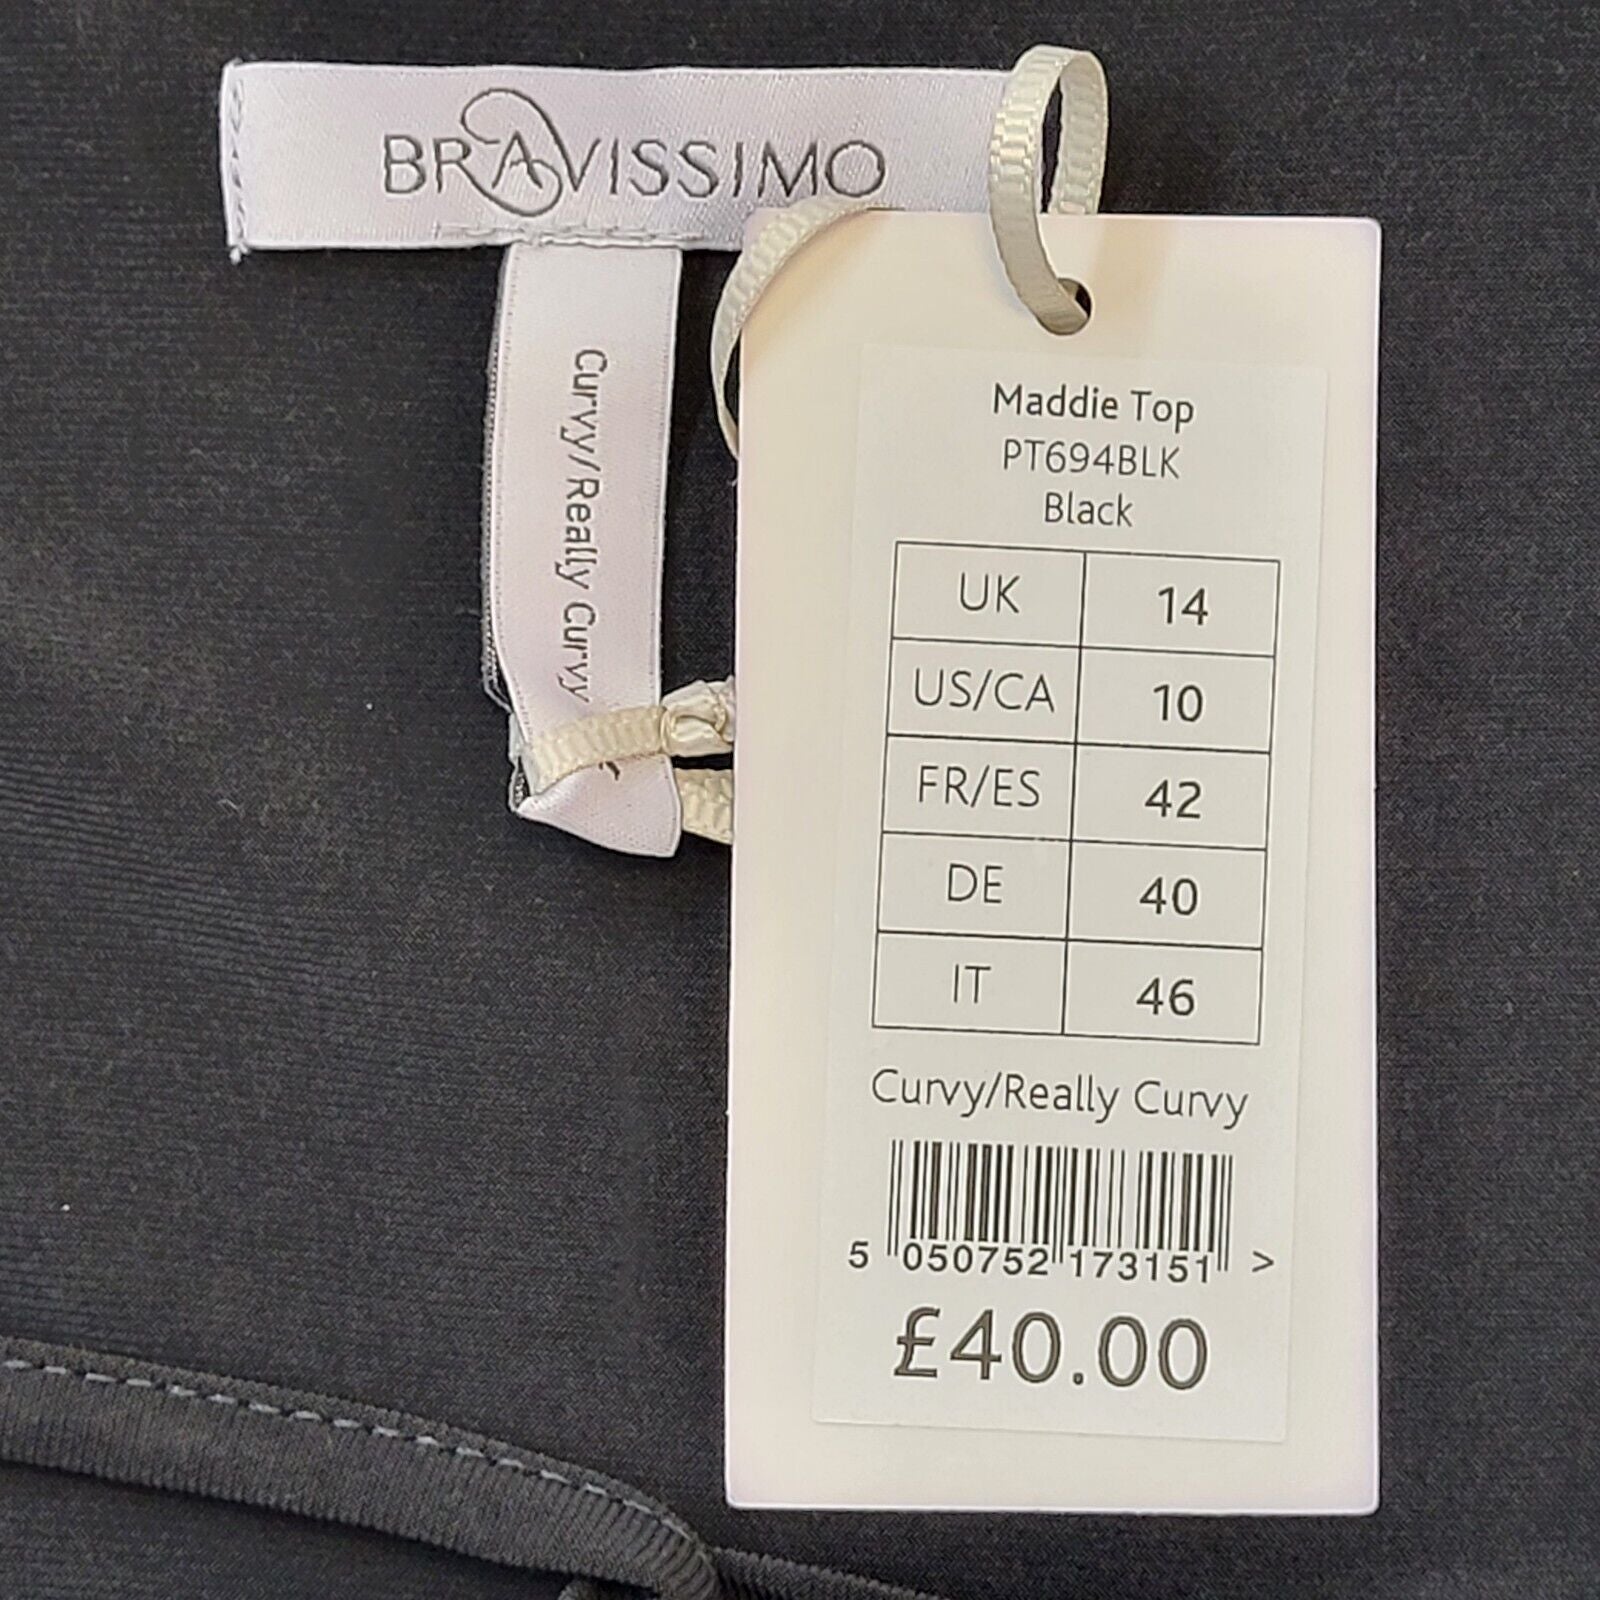 BRAVISSIMO
Curvy/Really Curvy
Maddie Top
PT694BLK
Black
UK 14
US/CA 10
FR/ES 42
DE 40
IT 46
Curvy/Really Curvy
5 050752 173151 >
£40.00